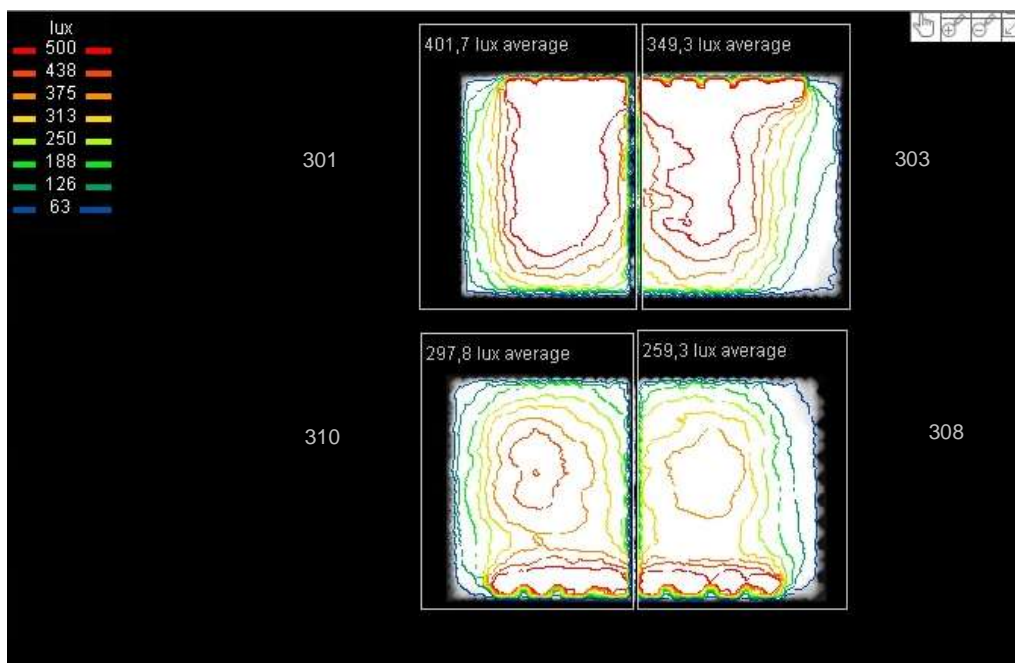 lux
500
438
375
313
250
188
126
63
401,7 lux average
349,3 lux average
301
303
297,8 lux average
259,3 lux average
310
308